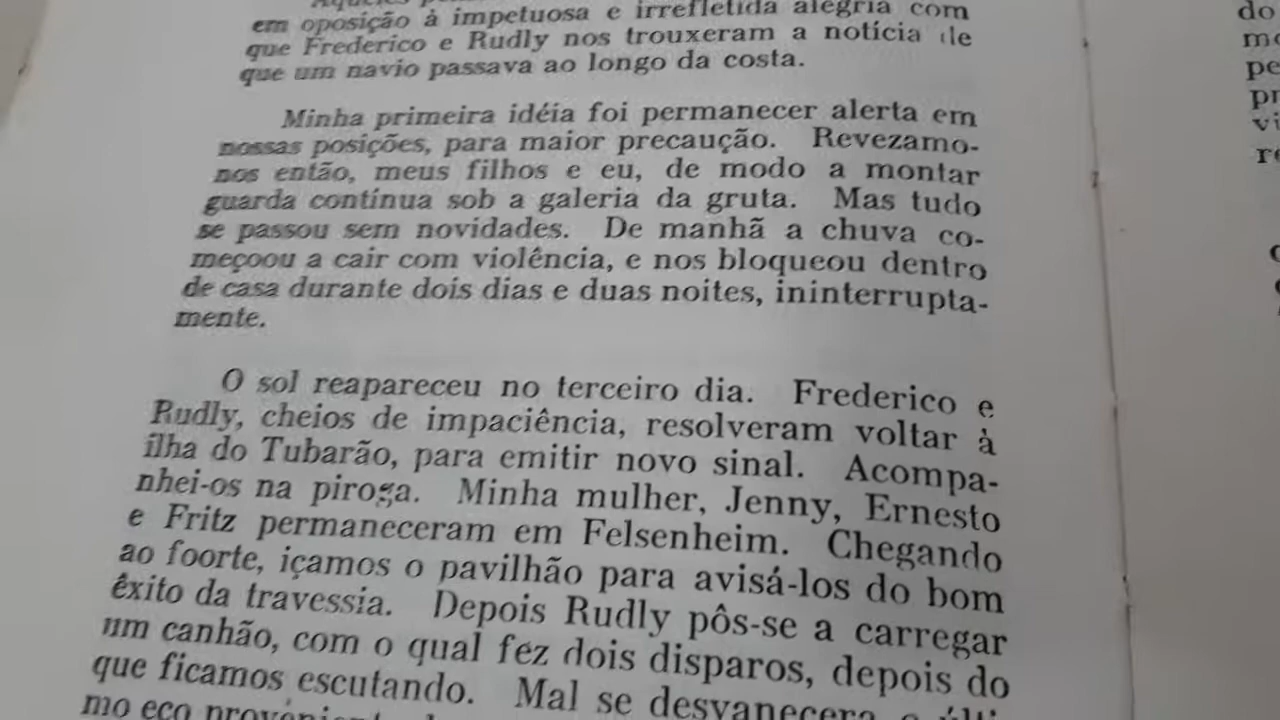 em oposição à impetuosa e irrefletida alegria com
que Frederico e Rudly nos trouxeram a notícia de
que um navio passava ao longo da costa.
Minha primeira idéia foi permanecer alerta em
nossas posições, para maior precaução. Revezamo-
nos então, meus filhos e eu, de modo a montar
guarda contínua sob a galeria da gruta. Mas tudo
se passou sem novidades. De manhã a chuva co-
meçoou a cair com violência, e nos bloqueou dentro
de casa durante dois dias e duas noites, ininterrupta-
mente.
O sol reapareceu no terceiro dia. Frederico e
Rudly, cheios de impaciência, resolveram voltar à
ilha do Tubarão, para emitir novo sinal. Acompa-
nhei-os na piroga. Minha mulher, Jenny, Ernesto
e Fritz permaneceram em Felsenheim. Chegando
ao foorte, içamos o pavilhão para avisá-los do bom
êxito da travessia. Depois Rudly pôs-se a carregar
um canhão, com o qual fez dois disparos, depois do
que ficamos escutando. Mal se desvanecera o
mo eco
do